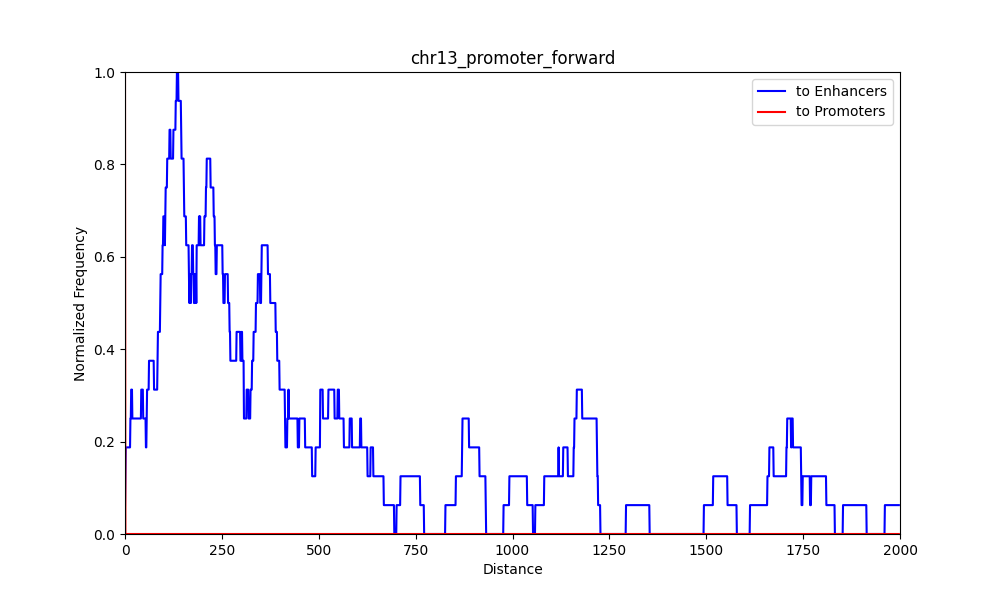 chr13_promoter_forward
to Enhancers
to Promoters
Normalized Frequency
1.0
0.8
0.6
0.4
0.2
0.0
0 250 500 750 1000 1250 1500 1750 2000
Distance